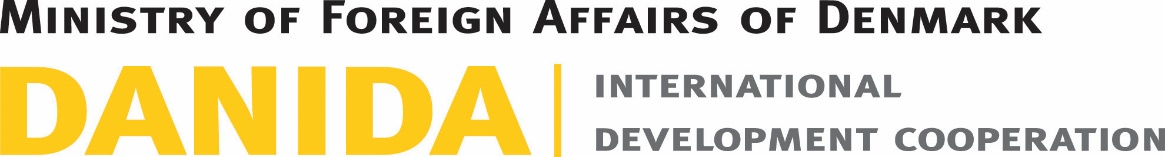 MINISTRY OF FOREIGN AFFAIRS OF DENMARK
DANIDA
INTERNATIONAL
DEVELOPMENT COOPERATION